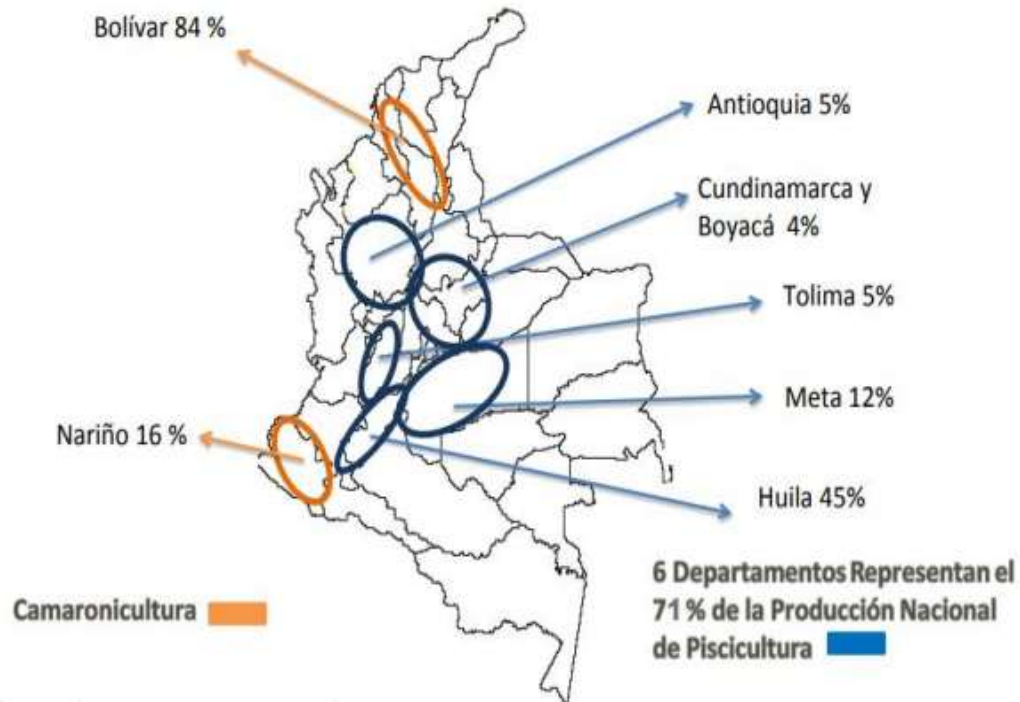 Bolívar 84 %
Antioquia 5%
Cundinamarca y
Boyacá 4%
Tolima 5%
Meta 12%
Nariño 16 %
Huila 45%
6 Departamentos Representan el
71 % de la Producción Nacional
de Piscicultura
Camaronicultura